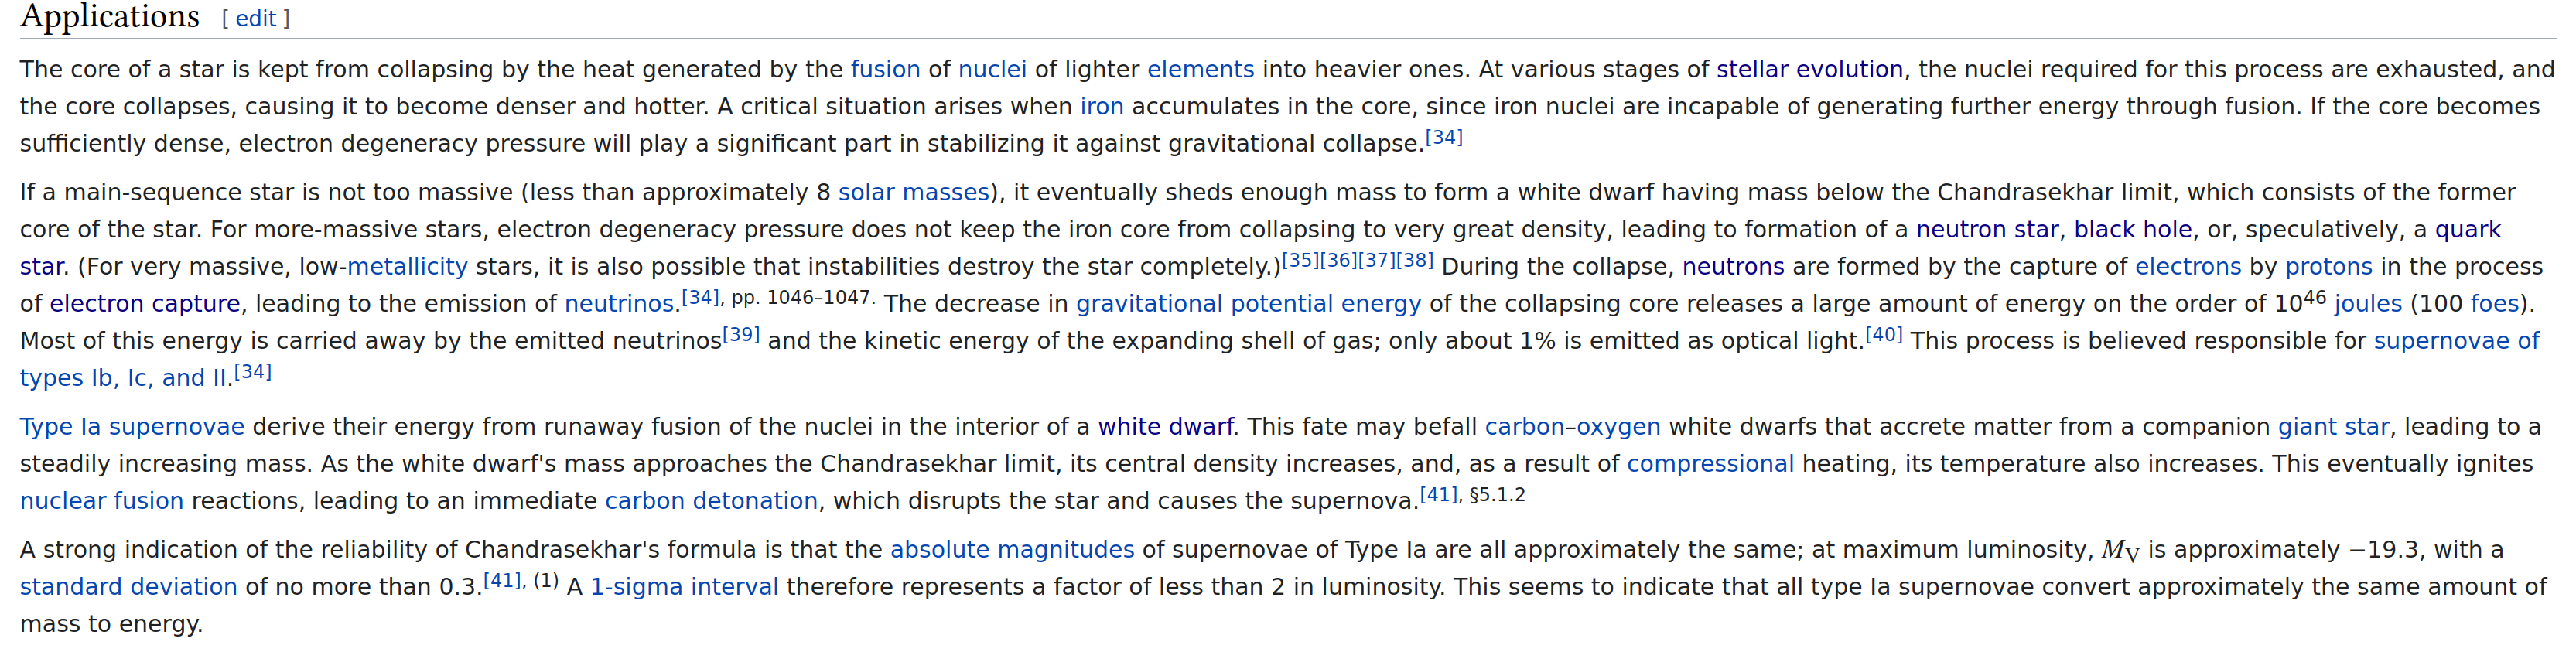 Applications [ edit ]
The core of a star is kept from collapsing by the heat generated by the fusion of nuclei of lighter elements into heavier ones. At various stages of stellar evolution, the nuclei required for this process are exhausted, and
the core collapses, causing it to become denser and hotter. A critical situation arises when iron accumulates in the core, since iron nuclei are incapable of generating further energy through fusion. If the core becomes
sufficiently dense, electron degeneracy pressure will play a significant part in stabilizing it against gravitational collapse.[34]
If a main-sequence star is not too massive (less than approximately 8 solar masses), it eventually sheds enough mass to form a white dwarf having mass below the Chandrasekhar limit, which consists of the former
core of the star. For more-massive stars, electron degeneracy pressure does not keep the iron core from collapsing to very great density, leading to formation of a neutron star, black hole, or, speculatively, a quark
star. (For very massive, low-metallicity stars, it is also possible that instabilities destroy the star completely.)[35][36][37][38] During the collapse, neutrons are formed by the capture of electrons by protons in the process
of electron capture, leading to the emission of neutrinos.[34], pp. 1046–1047. The decrease in gravitational potential energy of the collapsing core releases a large amount of energy on the order of 10⁴⁶ joules (100 foes).
Most of this energy is carried away by the emitted neutrinos[39] and the kinetic energy of the expanding shell of gas; only about 1% is emitted as optical light.[40] This process is believed responsible for supernovae of
types Ib, Ic, and II.[34]
Type Ia supernovae derive their energy from runaway fusion of the nuclei in the interior of a white dwarf. This fate may befall carbon–oxygen white dwarfs that accrete matter from a companion giant star, leading to a
steadily increasing mass. As the white dwarf's mass approaches the Chandrasekhar limit, its central density increases, and, as a result of compressional heating, its temperature also increases. This eventually ignites
nuclear fusion reactions, leading to an immediate carbon detonation, which disrupts the star and causes the supernova.[41], §5.1.2
A strong indication of the reliability of Chandrasekhar's formula is that the absolute magnitudes of supernovae of Type Ia are all approximately the same; at maximum luminosity, M_V is approximately −19.3, with a
standard deviation of no more than 0.3.[41], (1) A 1-sigma interval therefore represents a factor of less than 2 in luminosity. This seems to indicate that all type Ia supernovae convert approximately the same amount of
mass to energy.